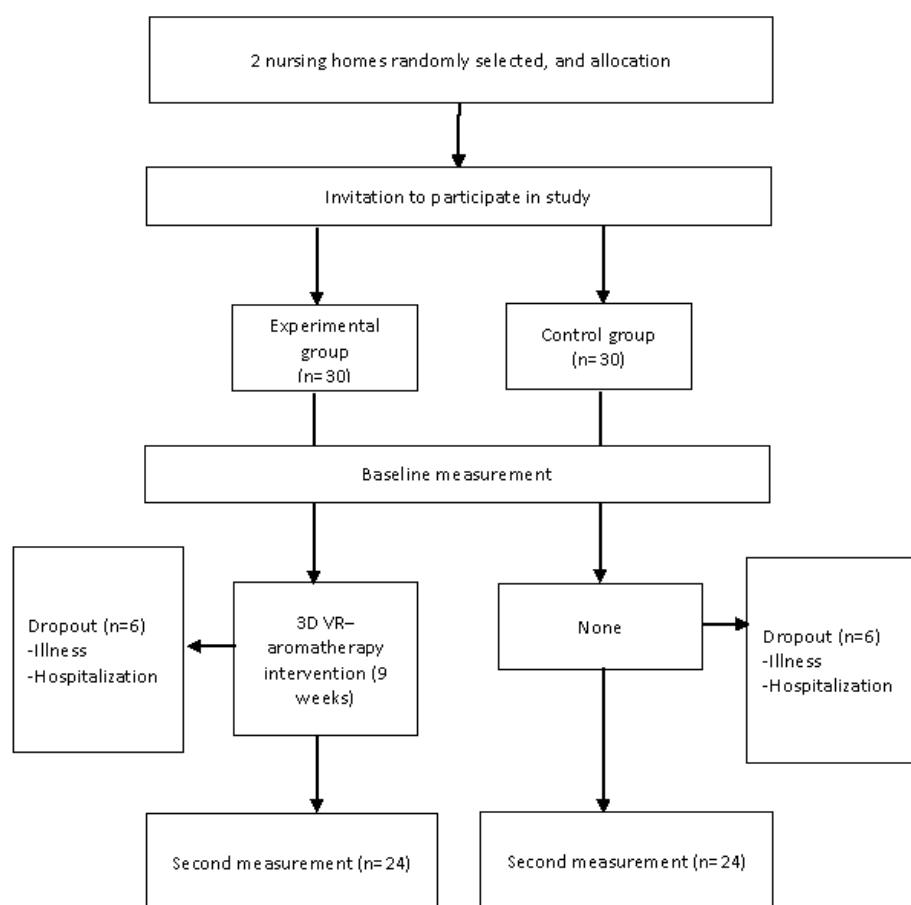 2 nursing homes randomly selected, and allocation
Invitation to participate in study
Experimental
group
(n=30)
Control group
(n=30)
Baseline measurement
Dropout (n=6)
-Illness
-Hospitalization
3D VR–
aromatherapy
intervention (9
weeks)
None
Dropout (n=6)
-Illness
-Hospitalization
Second measurement (n=24)
Second measurement (n=24)